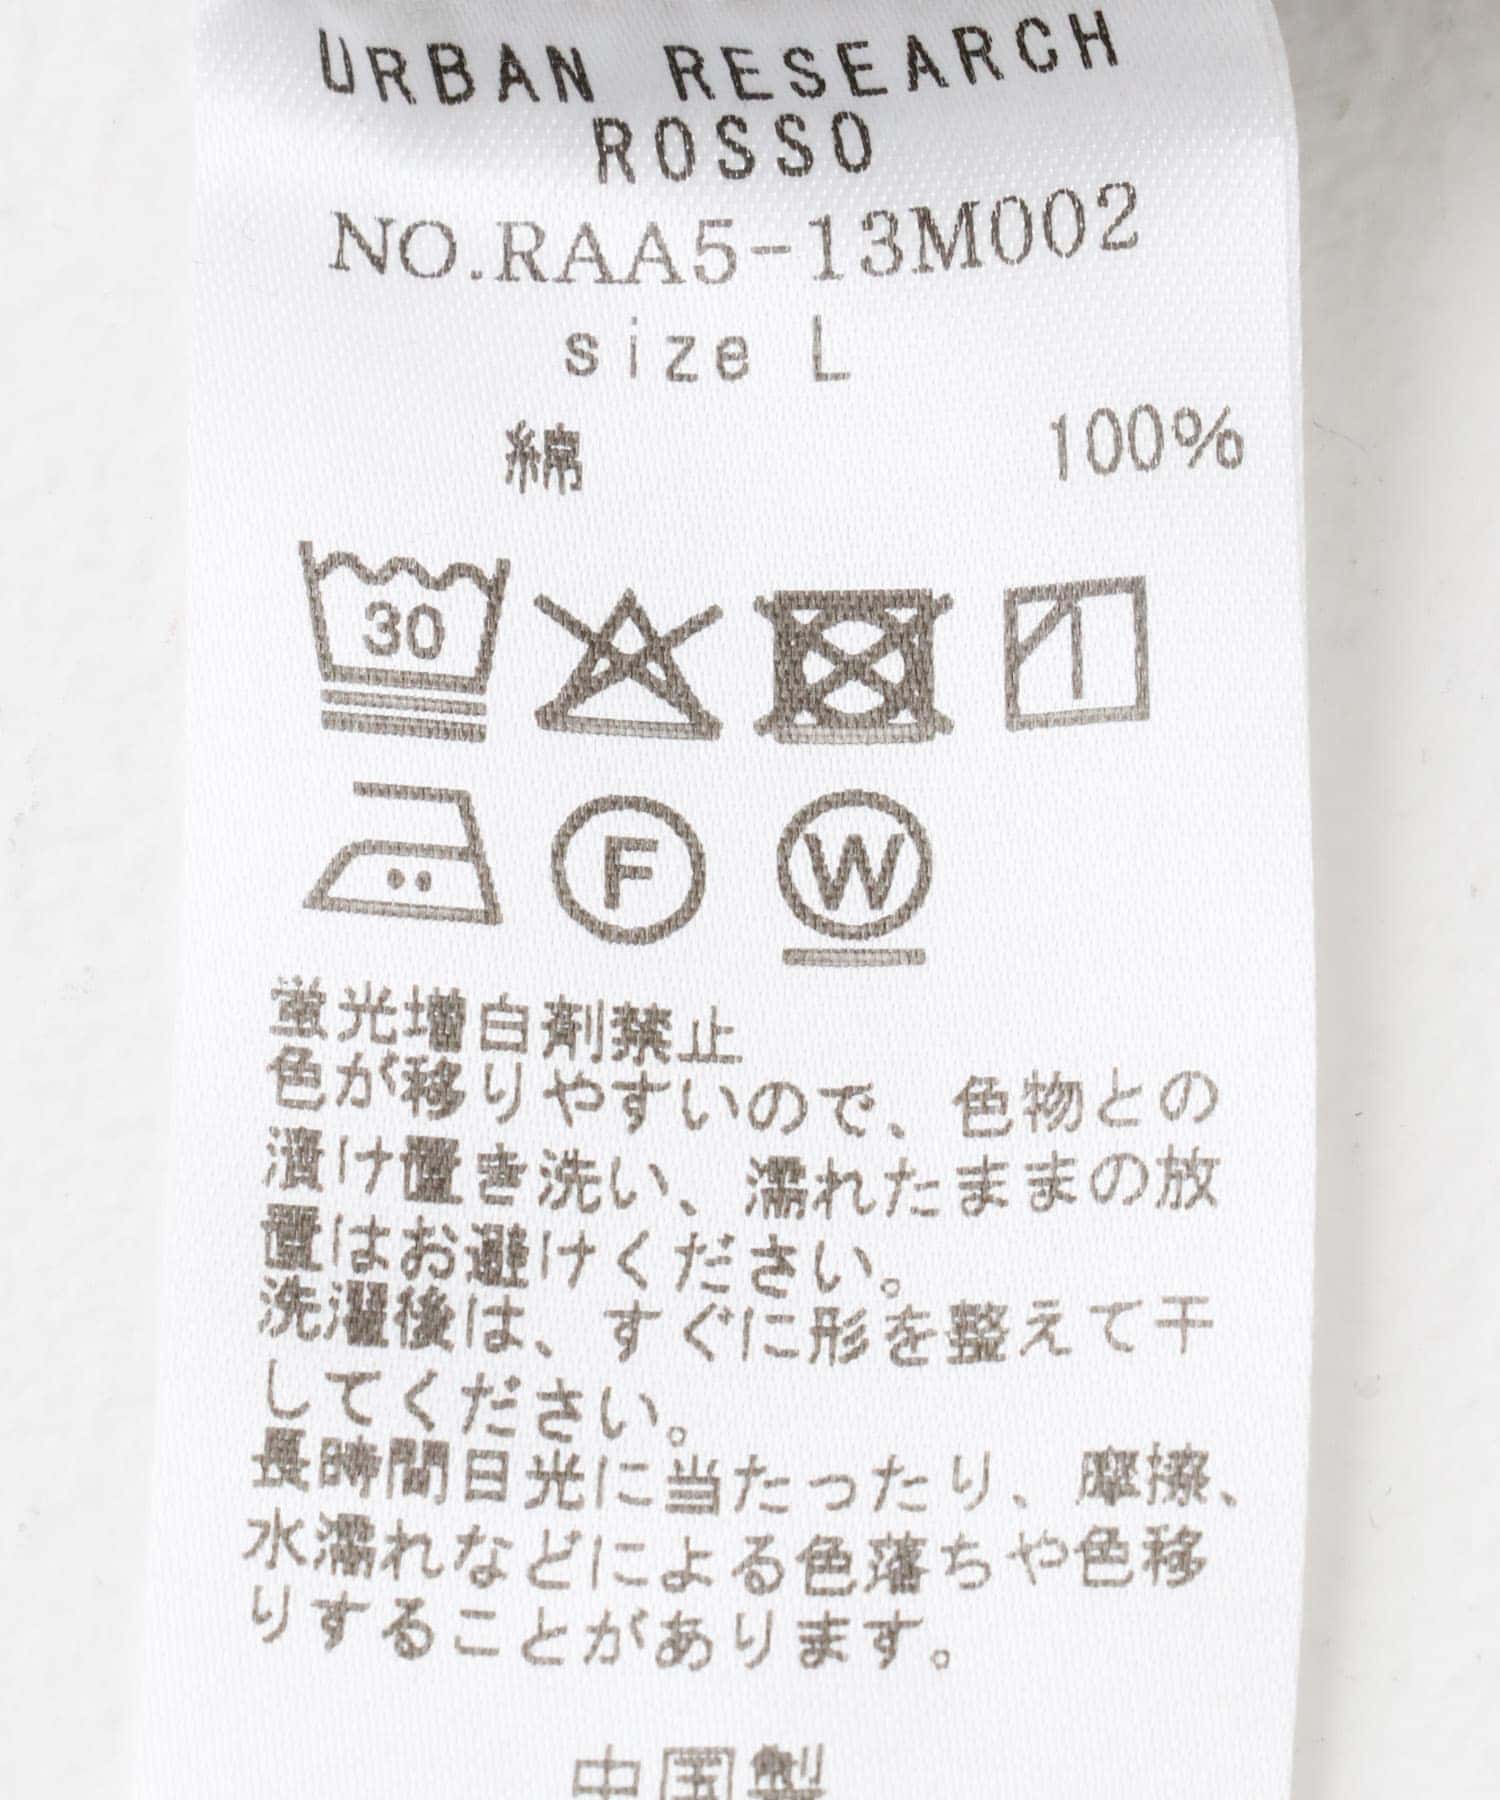 URBAN RESEARCH
ROSSO
NO.RAA5-13M002
size L
綿 100%
30
F W
蛍光増白剤禁止
色が移りやすいので、色物との
漬け置き洗い、濡れたままの放
置はお避けください。
洗濯後は、すぐに形を整えて干
してください。
長時間日光に当たったり、摩擦、
水濡れなどによる色落ちや色移
りすることがあります。
中国製